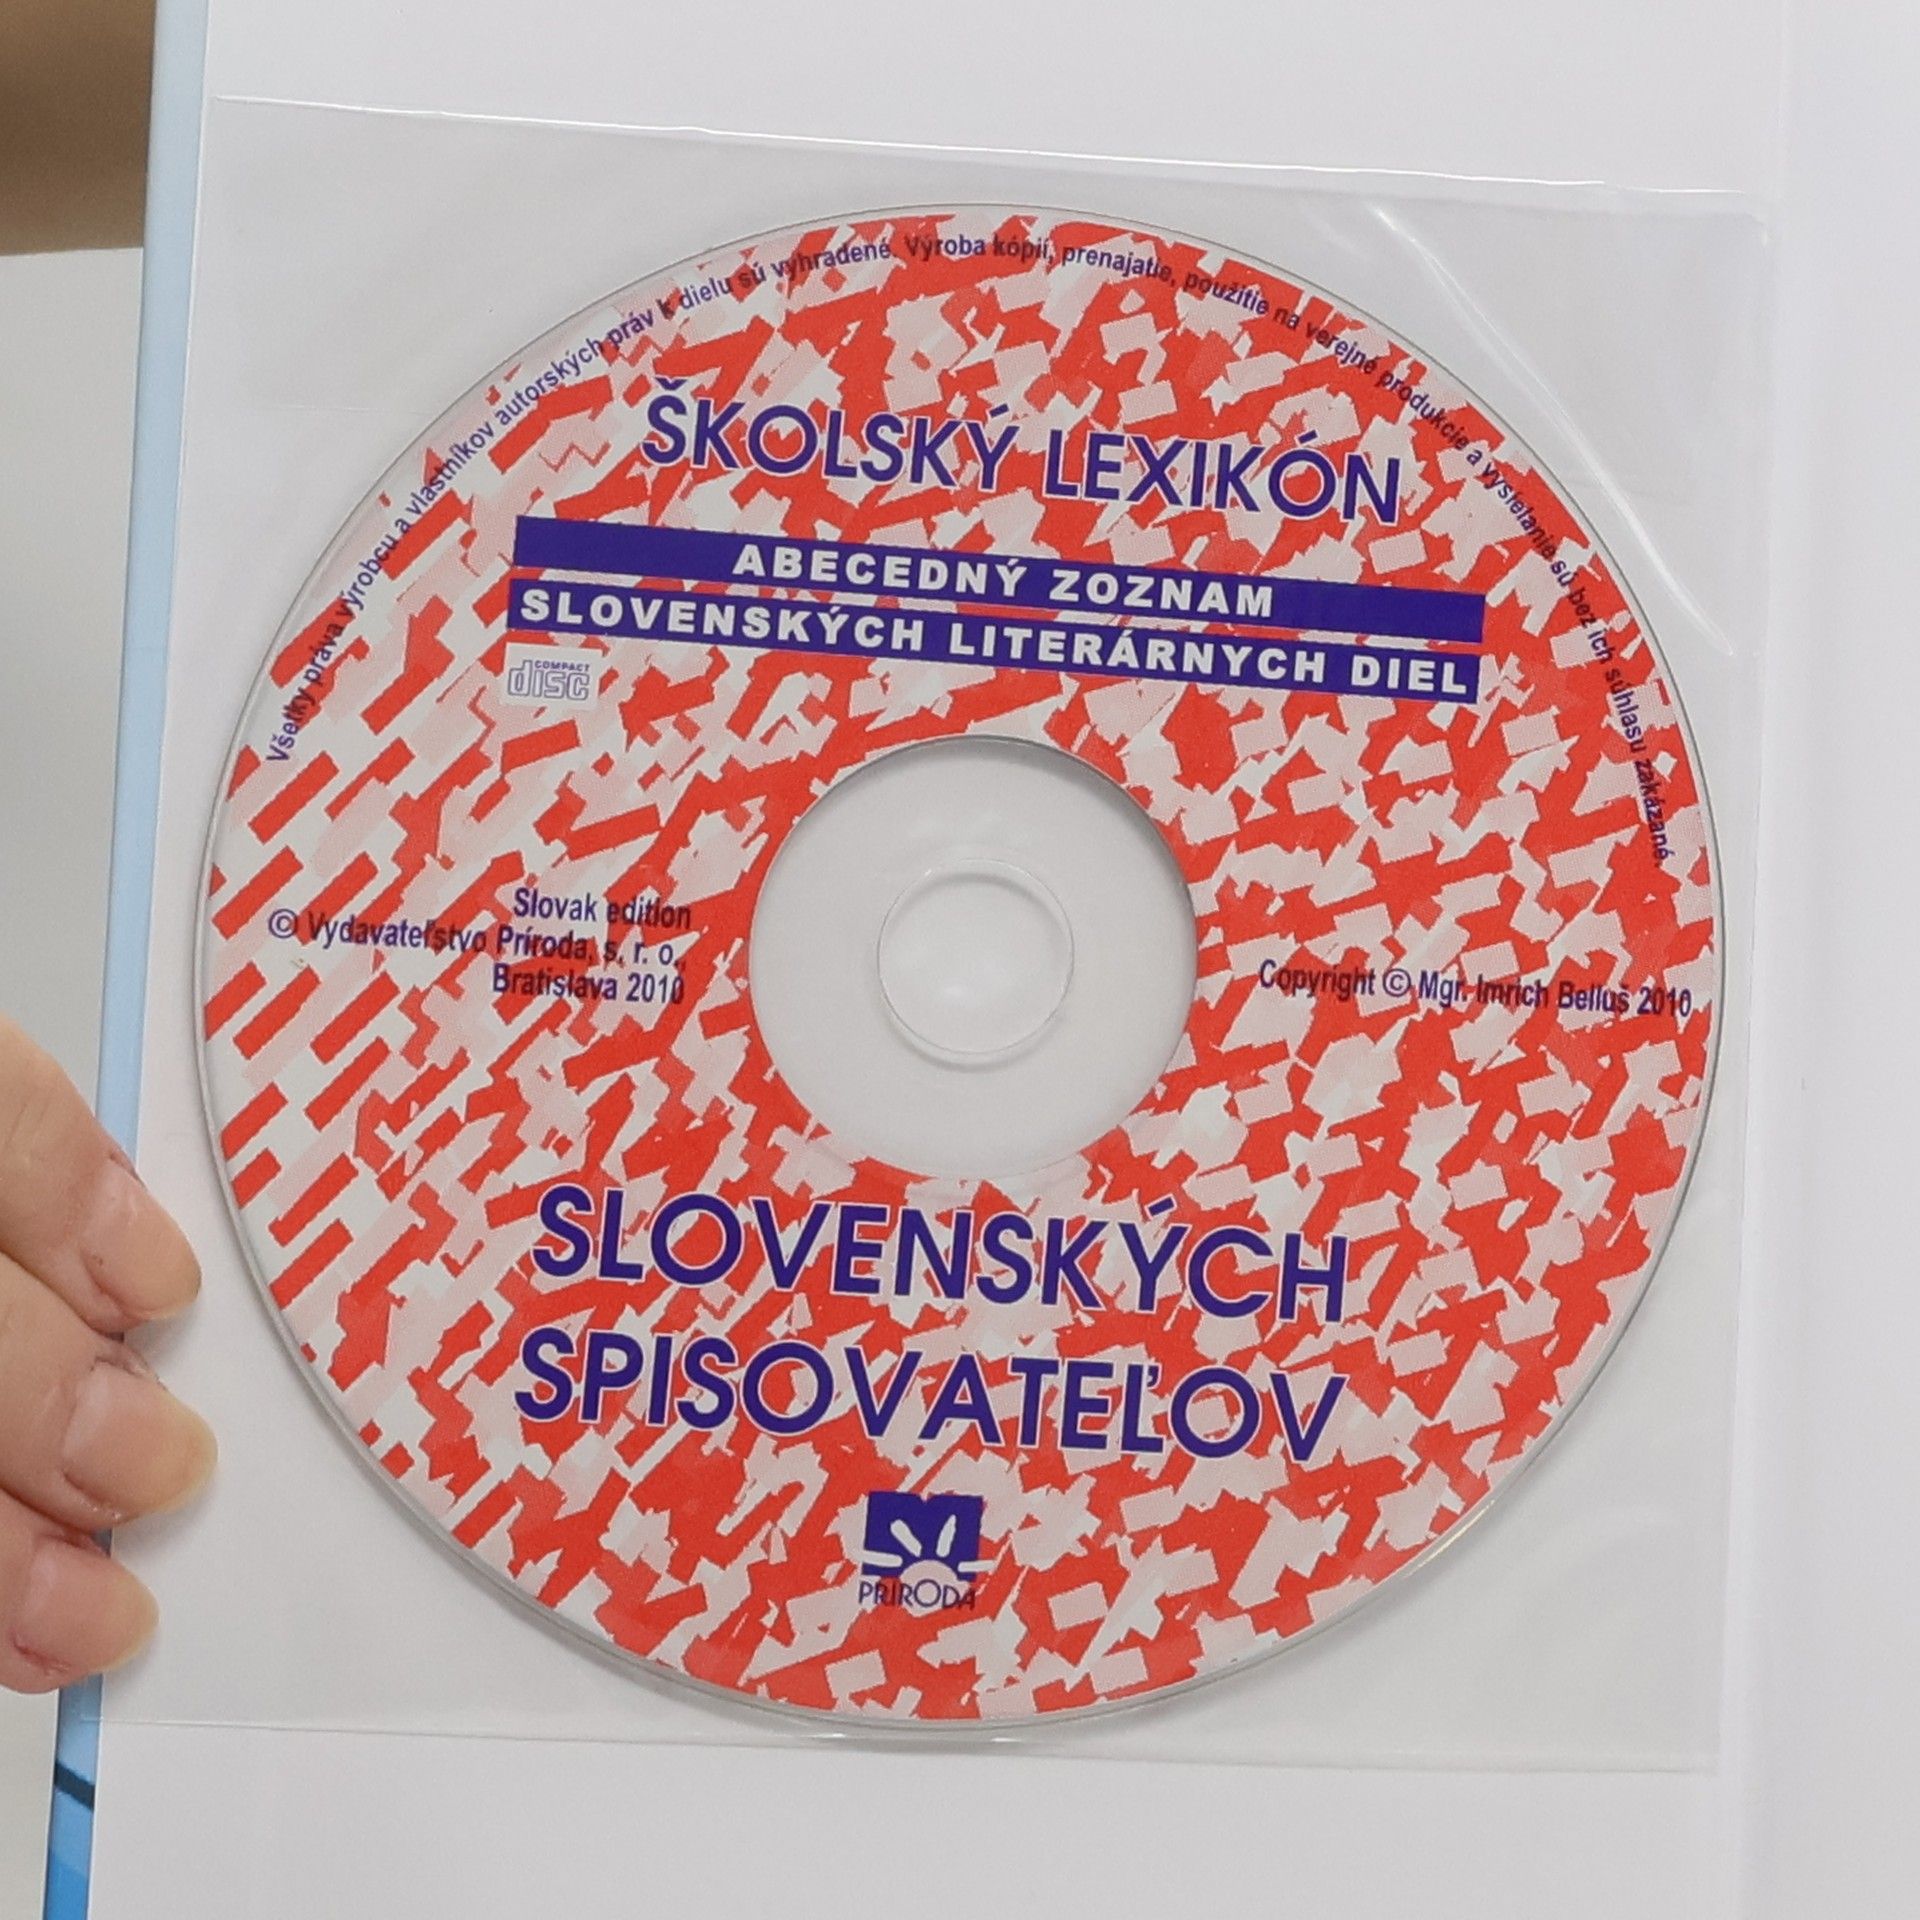 Všetky práva výrobcu a vlastníkov autorských práv k dielu sú vyhradené. Výroba kópií, prenajatie, použitie na verejné produkcie a vysielanie sú bez ich súhlasu zakázané.
ŠKOLSKÝ LEXIKÓN
ABECEDNÝ ZOZNAM
SLOVENSKÝCH LITERÁRNYCH DIEL
COMPACT
disc
Slovak edition
© Vydavateľstvo Príroda, s. r. o.,
Bratislava 2010
Copyright © Mgr. Imrich Belluš 2010
SLOVENSKÝCH
SPISOVATEĽOV
PRÍRODA